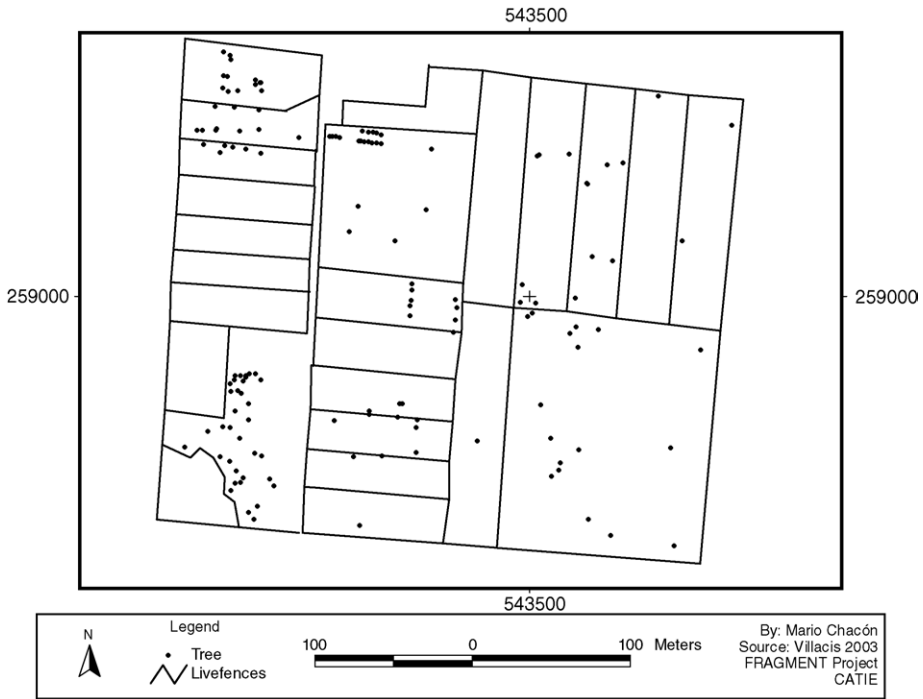 543500
259000
259000
543500
N
Legend
Tree
Livefences
100 0 100 Meters
By: Mario Chacón
Source: Villacis 2003
FRAGMENT Project
CATIE